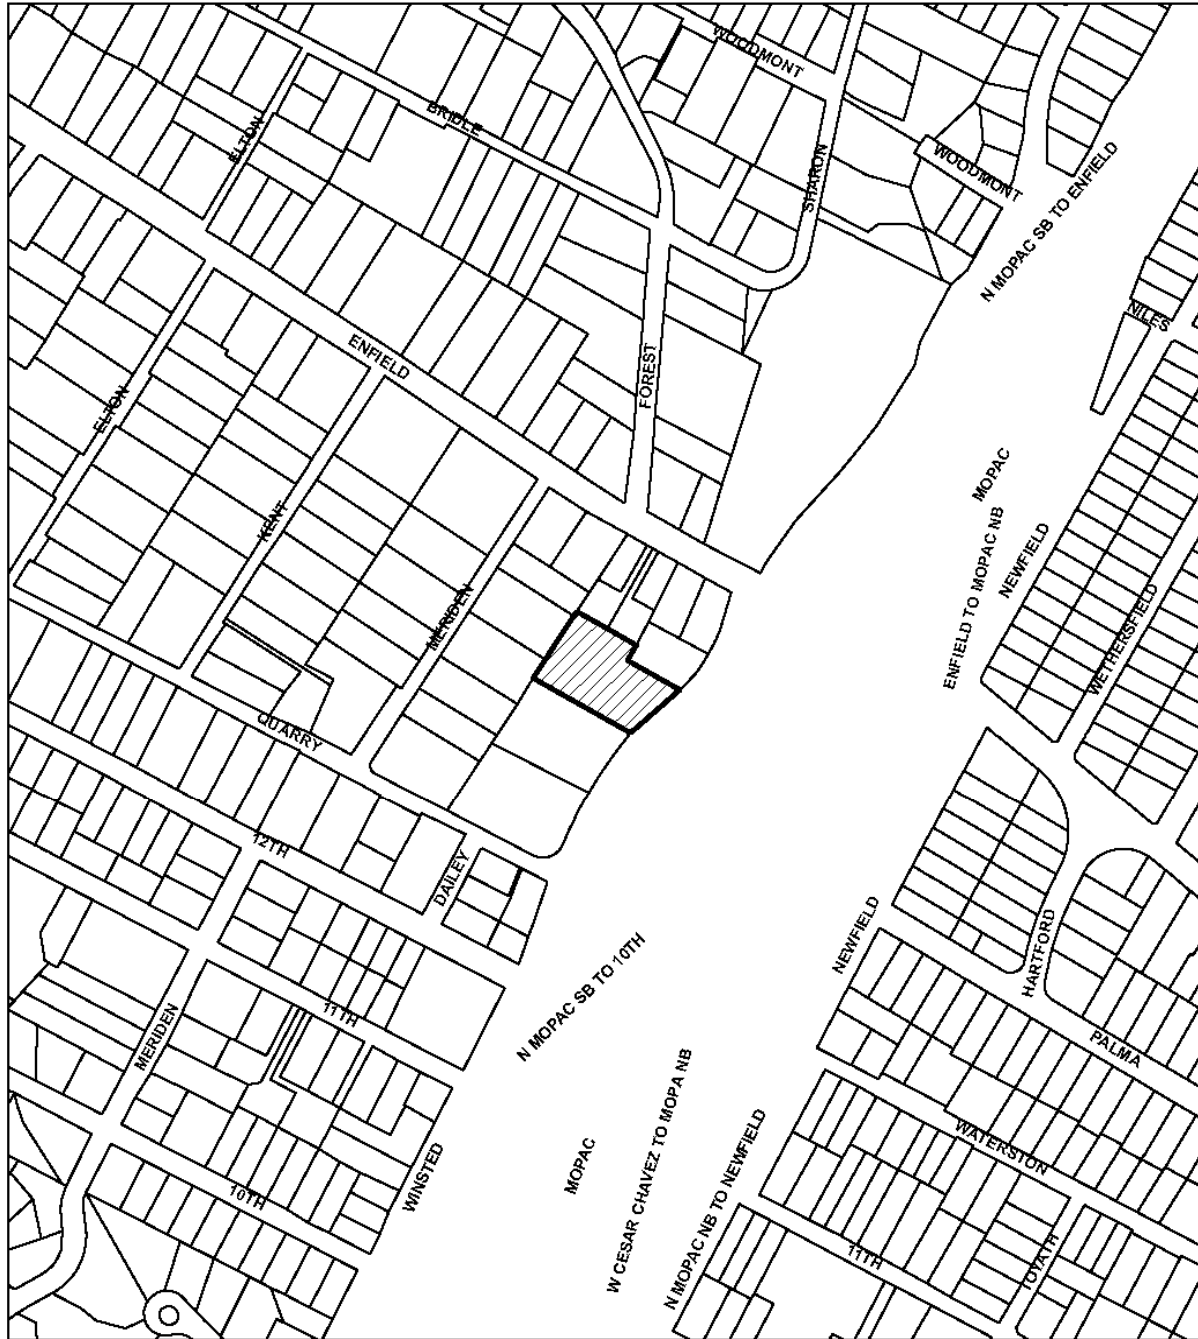 WOODMONT
BRIDLE
ELTON
SHARON
WOODMONT
N MOPAC SB TO ENFIELD
NILES
ENFIELD
FOREST
ELTON
MOPAC
KENT
ENFIELD TO MOPAC NB
NEWFIELD
MERIDEN
WETHERSFIELD
QUARRY
12TH
DAILEY
NEWFIELD
HARTFORD
N MOPAC SB TO 10TH
11TH
MERIDEN
PALMA
WATERSTON
MOPAC
W CESAR CHAVEZ TO MOPA NB
N MOPAC NB TO NEWFIELD
WINSTED
10TH
11TH
TOYATH